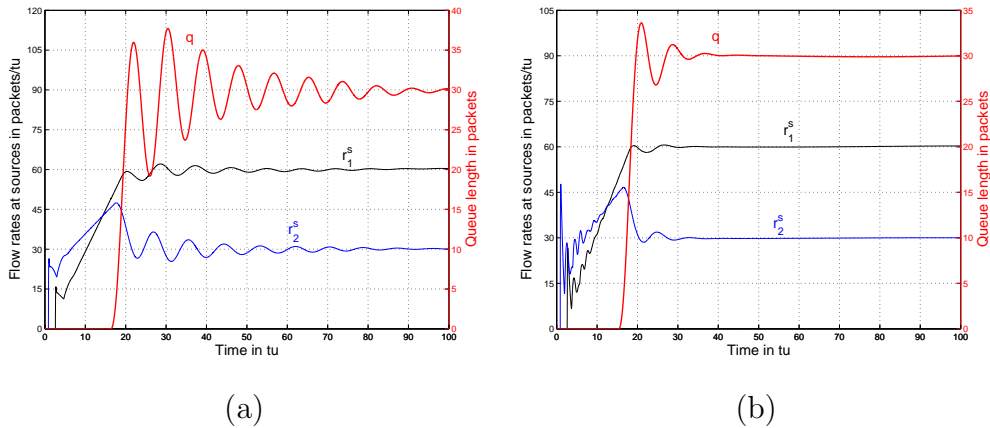 Flow rates at sources in packets/tu
120
105
90
75
60
45
30
15
0
q
r₁ˢ
r₂ˢ
40
35
30
25
20
15
10
5
0
Queue length in packets
0 10 20 30 40 50 60 70 80 90 100
Time in tu
(a)
Flow rates at sources in packets/tu
105
90
75
60
45
30
15
0
q
r₁ˢ
r₂ˢ
35
30
25
20
15
10
5
0
Queue length in packets
0 10 20 30 40 50 60 70 80 90 100
Time in tu
(b)